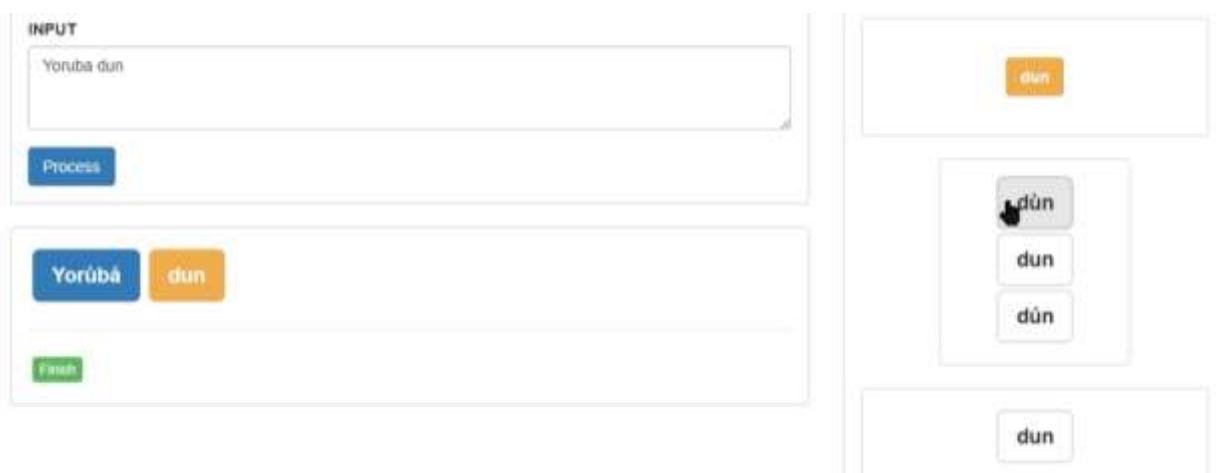 INPUT
Yoruba dun
Process
Yorùbá dun
Finish
dun
dùn
dun
dún
dun